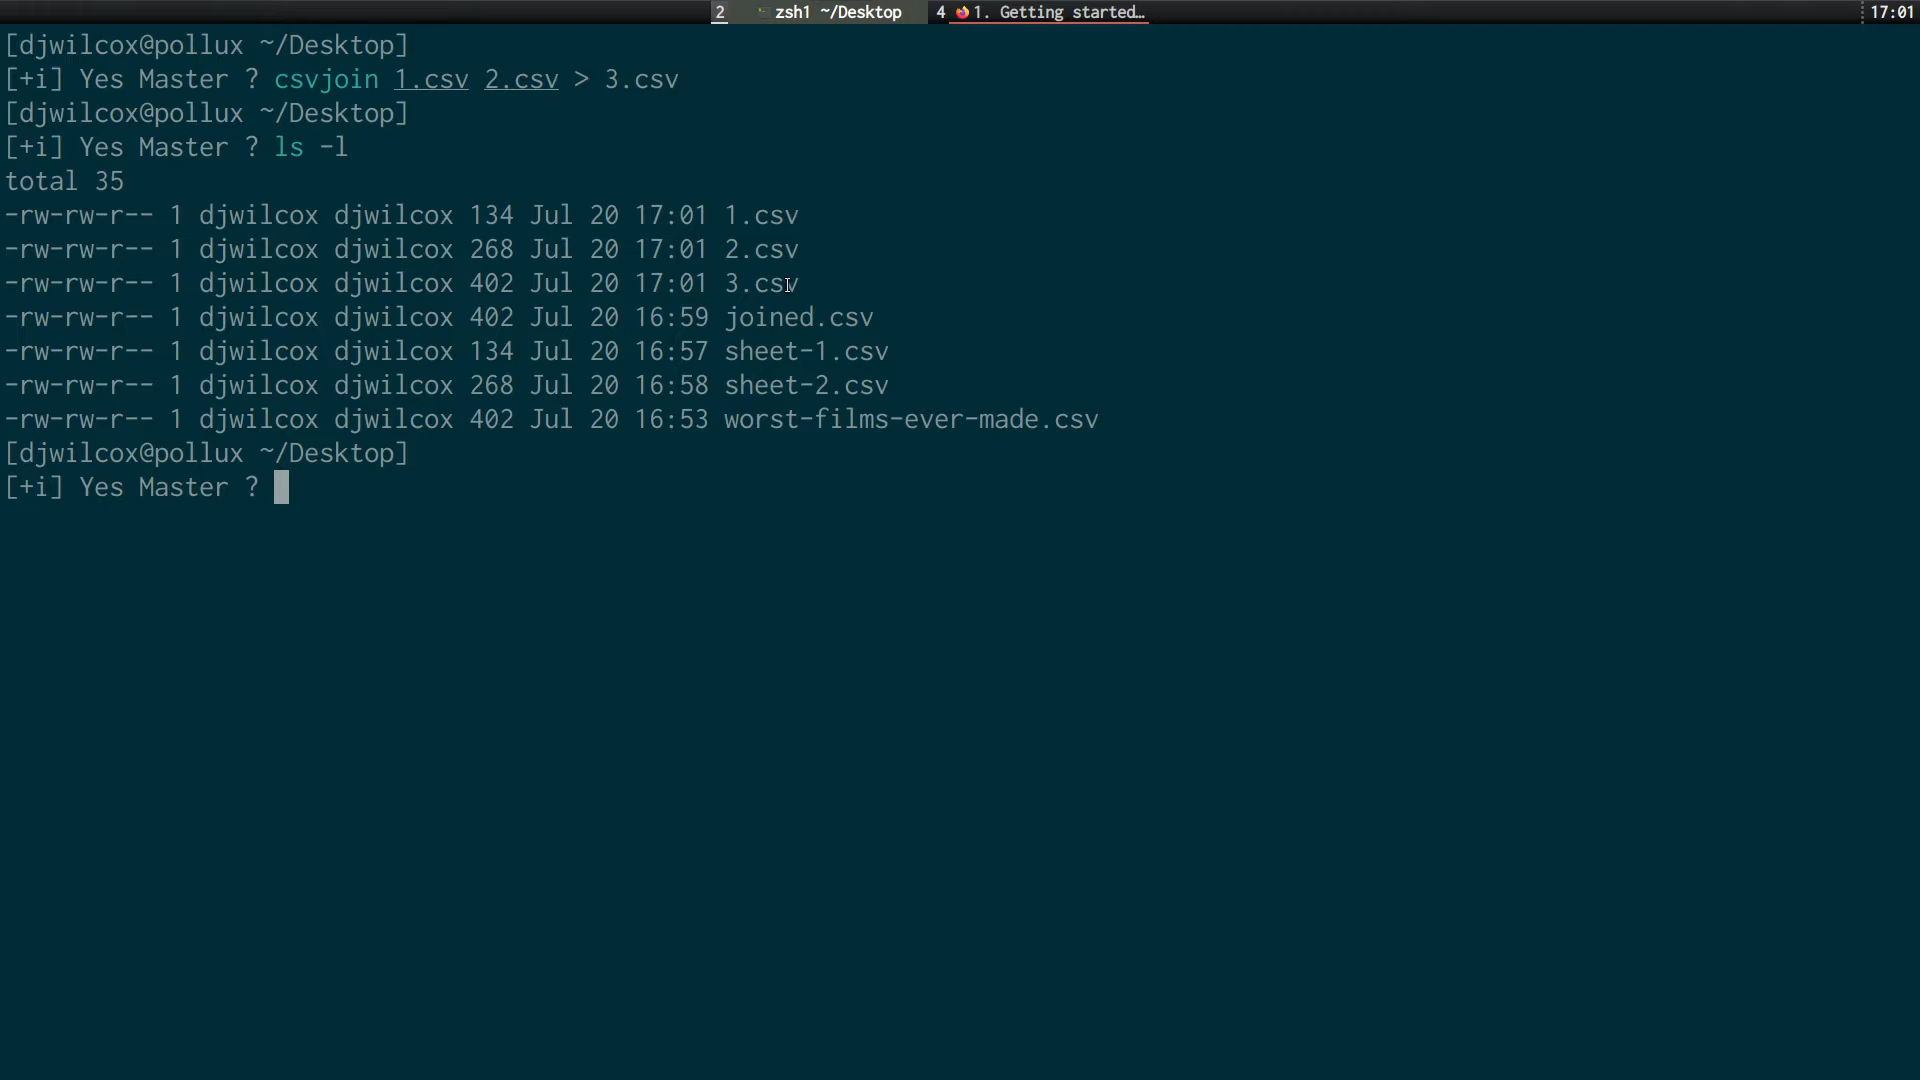 2 zsh1 ~/Desktop 4 1. Getting started… 17:01
[djwilcox@pollux ~/Desktop]
[+i] Yes Master ? csvjoin 1.csv 2.csv > 3.csv
[djwilcox@pollux ~/Desktop]
[+i] Yes Master ? ls -l
total 35
-rw-rw-r-- 1 djwilcox djwilcox 134 Jul 20 17:01 1.csv
-rw-rw-r-- 1 djwilcox djwilcox 268 Jul 20 17:01 2.csv
-rw-rw-r-- 1 djwilcox djwilcox 402 Jul 20 17:01 3.csv
-rw-rw-r-- 1 djwilcox djwilcox 402 Jul 20 16:59 joined.csv
-rw-rw-r-- 1 djwilcox djwilcox 134 Jul 20 16:57 sheet-1.csv
-rw-rw-r-- 1 djwilcox djwilcox 268 Jul 20 16:58 sheet-2.csv
-rw-rw-r-- 1 djwilcox djwilcox 402 Jul 20 16:53 worst-films-ever-made.csv
[djwilcox@pollux ~/Desktop]
[+i] Yes Master ?